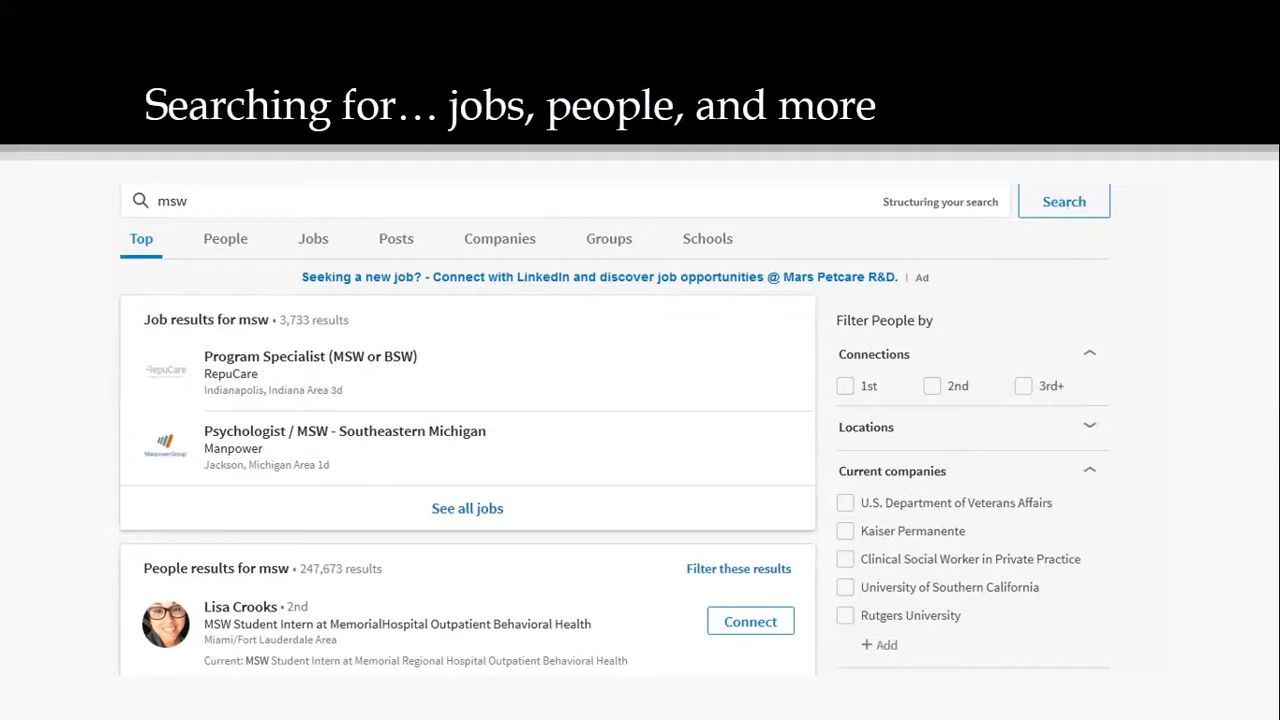 Searching for… jobs, people, and more
msw
Structuring your search
Search
Top People Jobs Posts Companies Groups Schools
Seeking a new job? - Connect with LinkedIn and discover job opportunities @ Mars Petcare R&D. | Ad
Job results for msw • 3,733 results
RepuCare
Program Specialist (MSW or BSW)
RepuCare
Indianapolis, Indiana Area 3d
ManpowerGroup
Psychologist / MSW - Southeastern Michigan
Manpower
Jackson, Michigan Area 1d
See all jobs
People results for msw • 247,673 results
Filter these results
Lisa Crooks • 2nd
MSW Student Intern at MemorialHospital Outpatient Behavioral Health
Miami/Fort Lauderdale Area
Current: MSW Student Intern at Memorial Regional Hospital Outpatient Behavioral Health
Connect
Filter People by
Connections
1st 2nd 3rd+
Locations
Current companies
U.S. Department of Veterans Affairs
Kaiser Permanente
Clinical Social Worker in Private Practice
University of Southern California
Rutgers University
+ Add